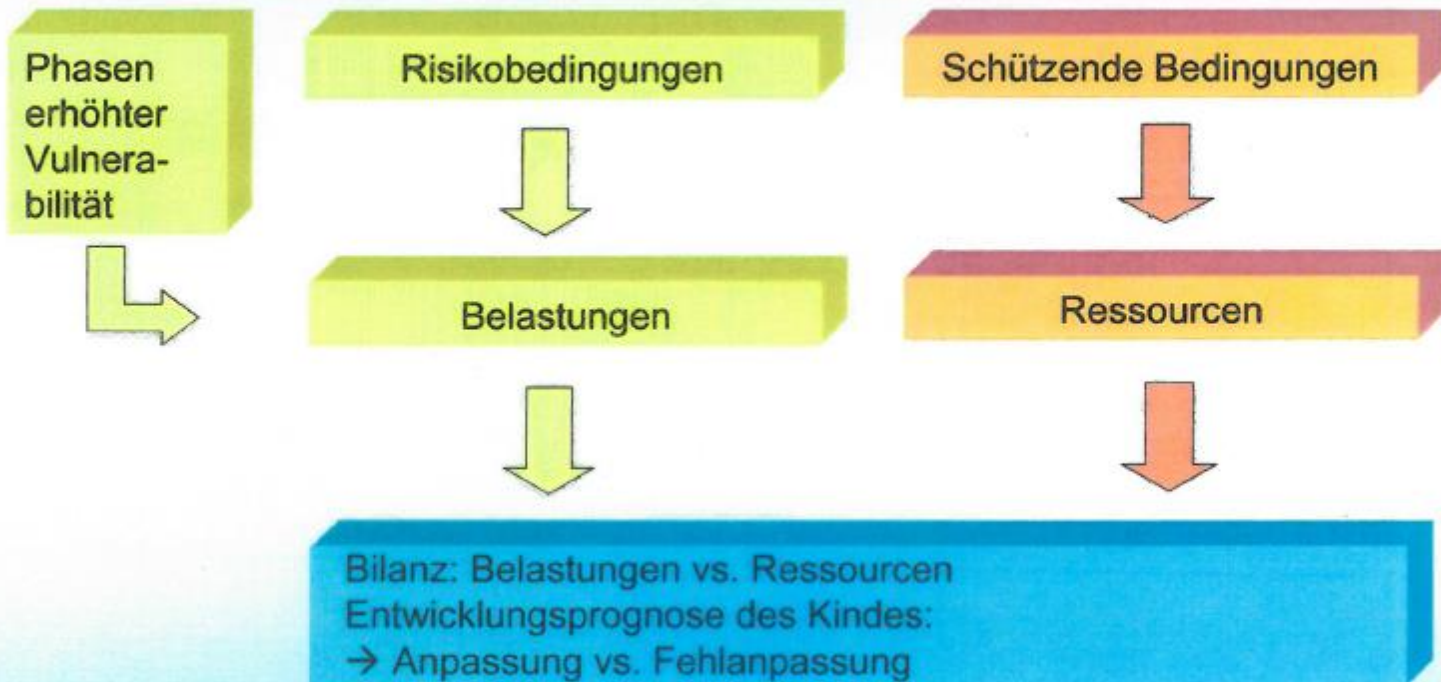 Phasen
erhöhter
Vulnera-
bilität
Risikobedingungen
Schützende Bedingungen
Belastungen
Ressourcen
Bilanz: Belastungen vs. Ressourcen
Entwicklungsprognose des Kindes:
→ Anpassung vs. Fehlanpassung